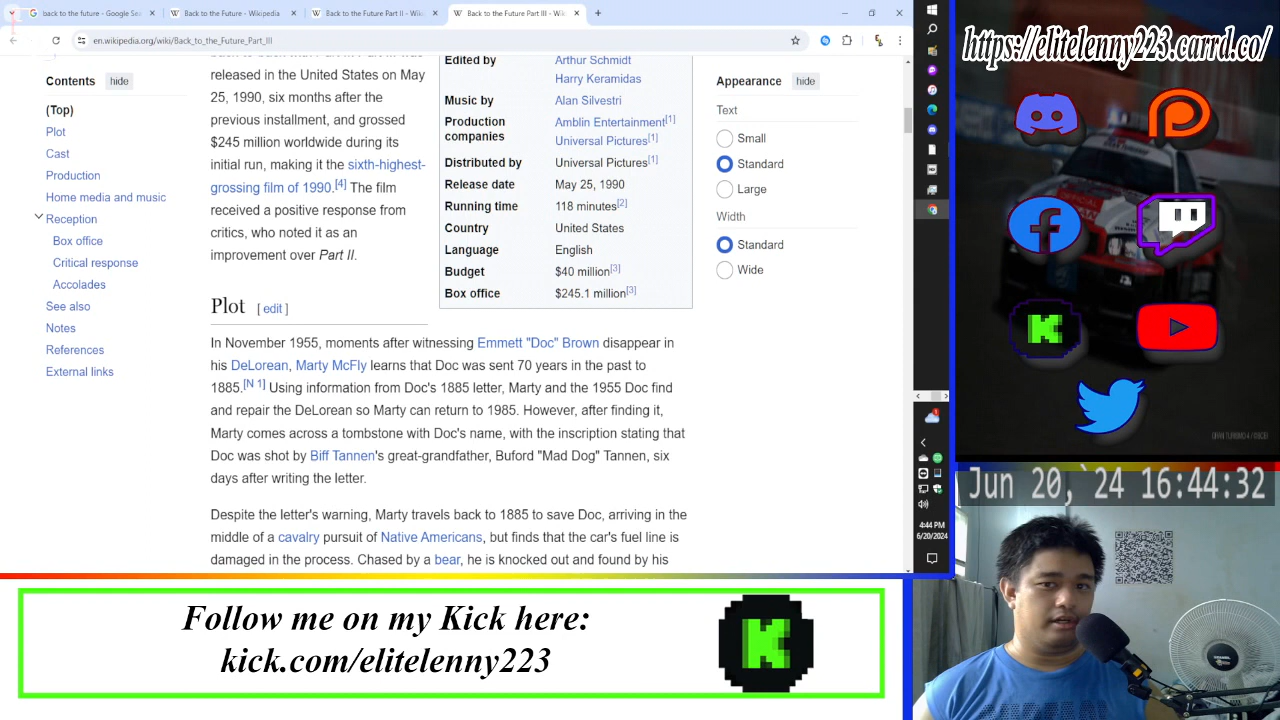 back to the future - Google Sea
Back to the Future - Wikipedia
Back to the Future - Wikipedia
Back to the Future Part III - Wiki
en.wikipedia.org/wiki/Back_to_the_Future_Part_III
https://elitelenny223.carrd.co/
Contents hide
(Top)
Plot
Cast
Production
Home media and music
Reception
Box office
Critical response
Accolades
See also
Notes
References
External links
released in the United States on May
25, 1990, six months after the
previous installment, and grossed
$245 million worldwide during its
initial run, making it the sixth-highest-
grossing film of 1990.[4] The film
received a positive response from
critics, who noted it as an
improvement over Part II.
Edited by Arthur Schmidt
Harry Keramidas
Music by Alan Silvestri
Production companies Amblin Entertainment[1]
Universal Pictures[1]
Distributed by Universal Pictures[1]
Release date May 25, 1990
Running time 118 minutes[2]
Country United States
Language English
Budget $40 million[3]
Box office $245.1 million[3]
Appearance hide
Text
Small
Standard
Large
Width
Standard
Wide
Plot [ edit ]
In November 1955, moments after witnessing Emmett "Doc" Brown disappear in
his DeLorean, Marty McFly learns that Doc was sent 70 years in the past to
1885.[N 1] Using information from Doc's 1885 letter, Marty and the 1955 Doc find
and repair the DeLorean so Marty can return to 1985. However, after finding it,
Marty comes across a tombstone with Doc's name, with the inscription stating that
Doc was shot by Biff Tannen's great-grandfather, Buford "Mad Dog" Tannen, six
days after writing the letter.
Despite the letter's warning, Marty travels back to 1885 to save Doc, arriving in the
middle of a cavalry pursuit of Native Americans, but finds that the car's fuel line is
damaged in the process. Chased by a bear, he is knocked out and found by his
4:44 PM
6/20/2024
Jun 20,`24 16:44:32
Follow me on my Kick here:
kick.com/elitelenny223
K
K